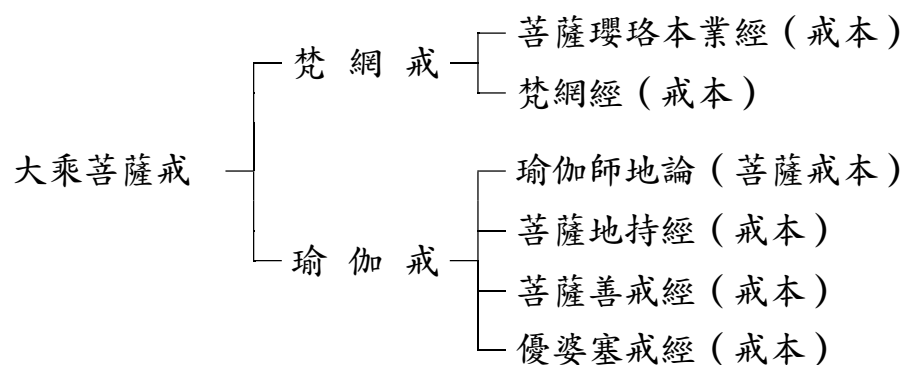 菩薩瓔珞本業經（戒本）
梵網戒
梵網經（戒本）
大乘菩薩戒
瑜伽師地論（菩薩戒本）
菩薩地持經（戒本）
瑜伽戒
菩薩善戒經（戒本）
優婆塞戒經（戒本）